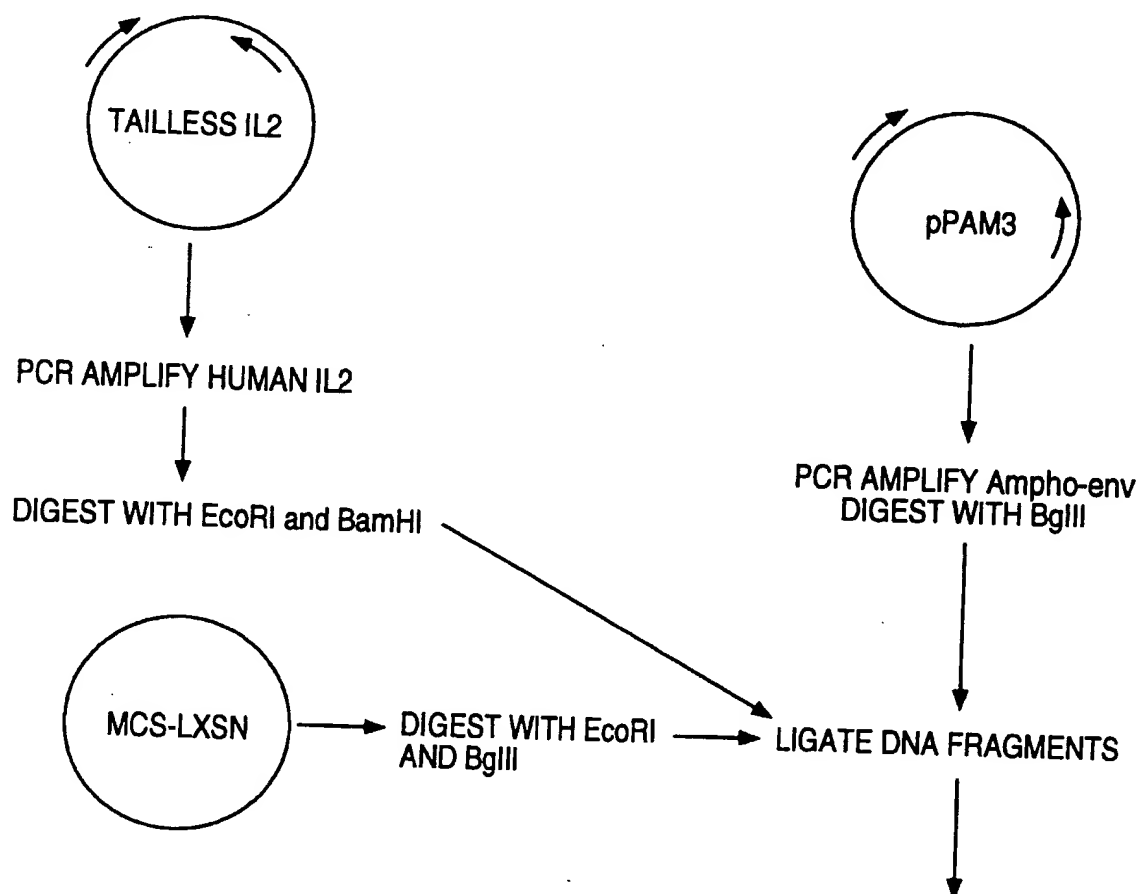 TAILLESS IL2
pPAM3
PCR AMPLIFY HUMAN IL2
DIGEST WITH EcoRI and BamHI
PCR AMPLIFY Ampho-env
DIGEST WITH BglII
MCS-LXSN
DIGEST WITH EcoRI
AND BglII
LIGATE DNA FRAGMENTS